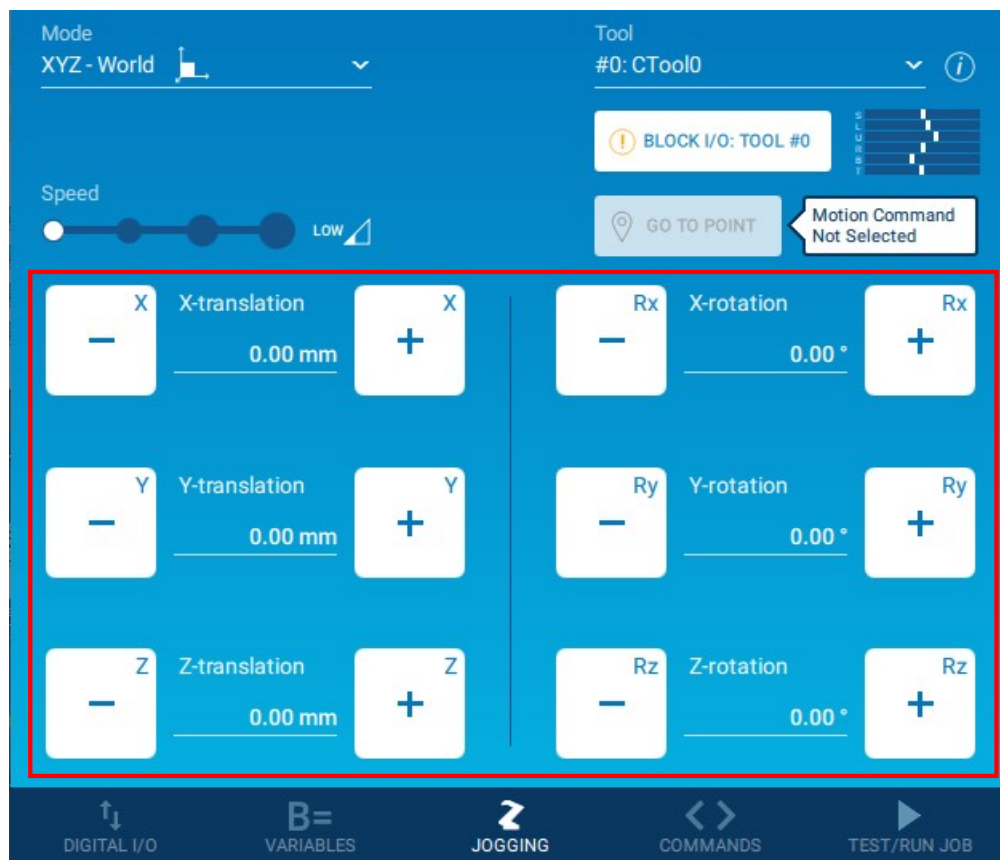 Mode
XYZ - World
Tool
#0: CTool0
i
! BLOCK I/O: TOOL #0
S
L
U
R
B
T
Speed
LOW
GO TO POINT
Motion Command
Not Selected
X
−
X-translation
0.00 mm
X
+
Rx
−
X-rotation
0.00 °
Rx
+
Y
−
Y-translation
0.00 mm
Y
+
Ry
−
Y-rotation
0.00 °
Ry
+
Z
−
Z-translation
0.00 mm
Z
+
Rz
−
Z-rotation
0.00 °
Rz
+
DIGITAL I/O
B=
VARIABLES
JOGGING
COMMANDS
TEST/RUN JOB